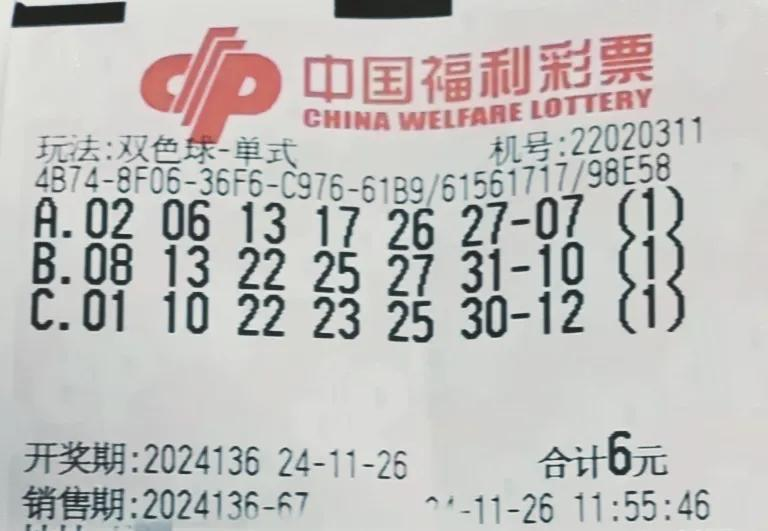 中国福利彩票
CHINA WELFARE LOTTERY
玩法:双色球-单式 机号:22020311
4B74-8F06-36F6-C976-61B9/61561717/98E58
A.02 06 13 17 26 27-07 (1)
B.08 13 22 25 27 31-10 (1)
C.01 10 22 23 25 30-12 (1)
开奖期:2024136 24-11-26 合计6元
销售期:2024136-67 -11-26 11:55:46